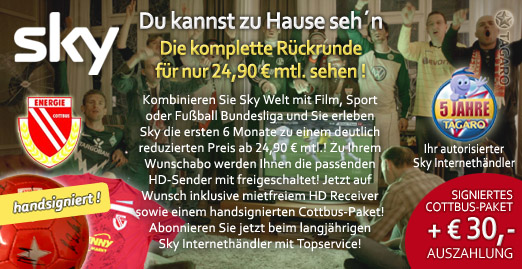 sky
Du kannst zu Hause seh´n
Die komplette Rückrunde
für nur 24,90 € mtl. sehen !
ENERGIE
COTTBUS
Kombinieren Sie Sky Welt mit Film, Sport
oder Fußball Bundesliga und Sie erleben
Sky die ersten 6 Monate zu einem deutlich
reduzierten Preis ab 24,90 € mtl.! Zu Ihrem
Wunschabo werden Ihnen die passenden
HD-Sender mit freigeschaltet! Jetzt auf
Wunsch inklusive mietfreiem HD Receiver
sowie einem handsignierten Cottbus-Paket!
Abonnieren Sie jetzt beim langjährigen
Sky Internethändler mit Topservice!
handsigniert !
TAGARO
5 JAHRE
TAGARO
Ihr autorisierter
Sky Internethändler
SIGNIERTES
COTTBUS-PAKET
+ € 30,-
AUSZAHLUNG